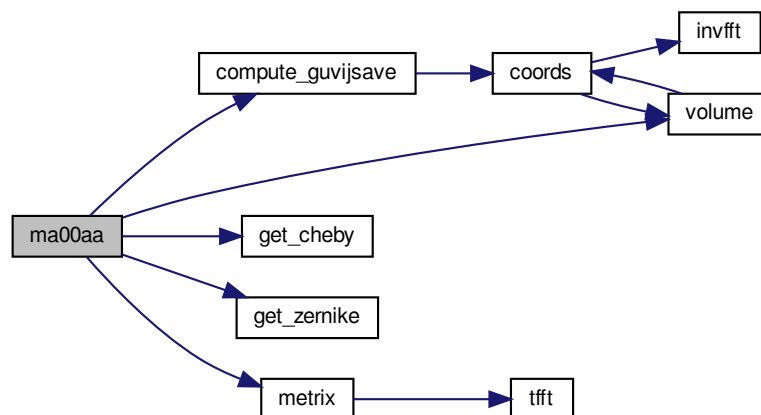 invfft
compute_guvijsave
coords
volume
ma00aa
get_cheby
get_zernike
metrix
tfft